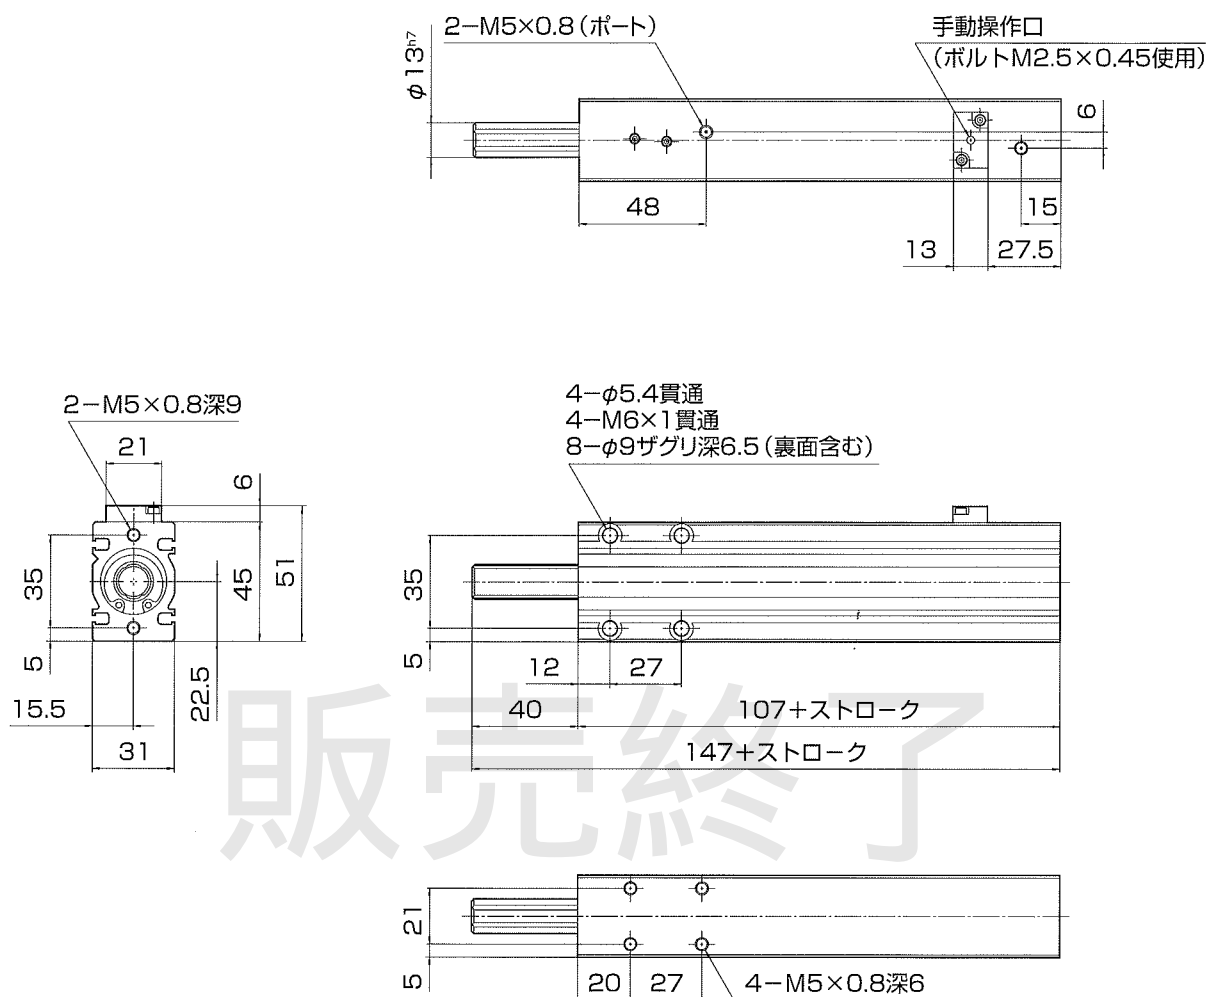 2－M5×0.8（ポート）
手動操作口
（ボルトM2.5×0.45使用）
φ13h7
6
48
15
13
27.5
2－M5×0.8深9
21
6
35
45
51
5
22.5
15.5
31
4－φ5.4貫通
4－M6×1貫通
8－φ9ザグリ深6.5（裏面含む）
35
5
12
27
40
107＋ストローク
147＋ストローク
販売終了
21
5
20
27
4－M5×0.8深6